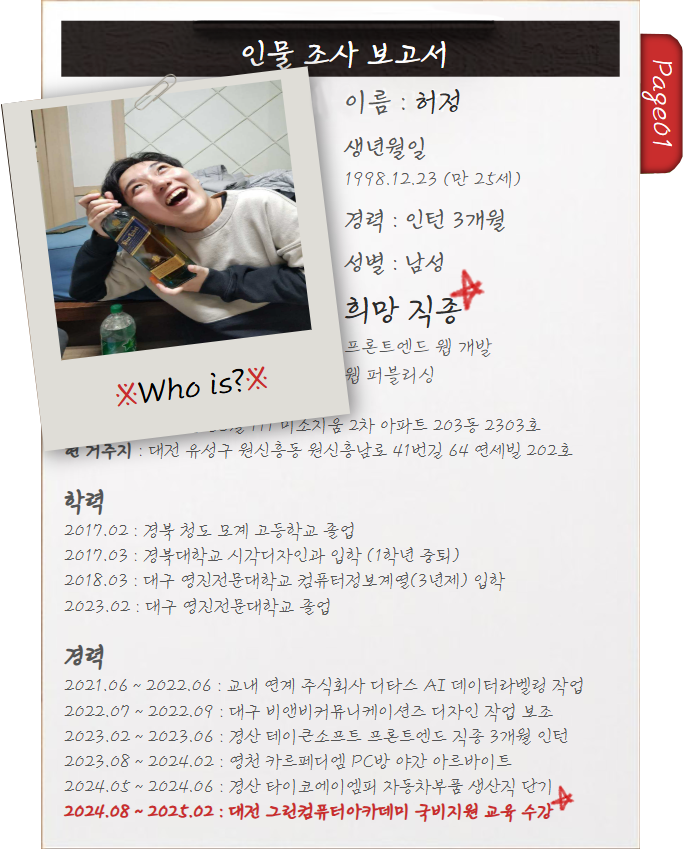 인물 조사 보고서
Page01
이름 : 허정
생년월일
1998.12.23 (만 25세)
경력 : 인턴 3개월
성별 : 남성
희망 직종
프론트엔드 웹 개발
웹 퍼블리싱
※Who is?※
미소지움 2차 아파트 203동 2303호
현 거주지 : 대전 유성구 원신흥동 원신흥남로 41번길 64 연세빌 202호
학력
2017.02 : 경북 청도 모계 고등학교 졸업
2017.03 : 경북대학교 시각디자인과 입학 (1학년 중퇴)
2018.03 : 대구 영진전문대학교 컴퓨터정보계열(3년제) 입학
2023.02 : 대구 영진전문대학교 졸업
경력
2021.06 ~ 2022.06 : 교내 연계 주식회사 디타스 AI 데이터라벨링 작업
2022.07 ~ 2022.09 : 대구 비앤비커뮤니케이션즈 디자인 작업 보조
2023.02 ~ 2023.06 : 경산 테이큰소프트 프론트엔드 직종 3개월 인턴
2023.08 ~ 2024.02 : 영천 카르페디엠 PC방 야간 아르바이트
2024.05 ~ 2024.06 : 경산 타이코에이엠피 자동차부품 생산직 단기
2024.08 ~ 2025.02 : 대전 그린컴퓨터아카데미 국비지원 교육 수강